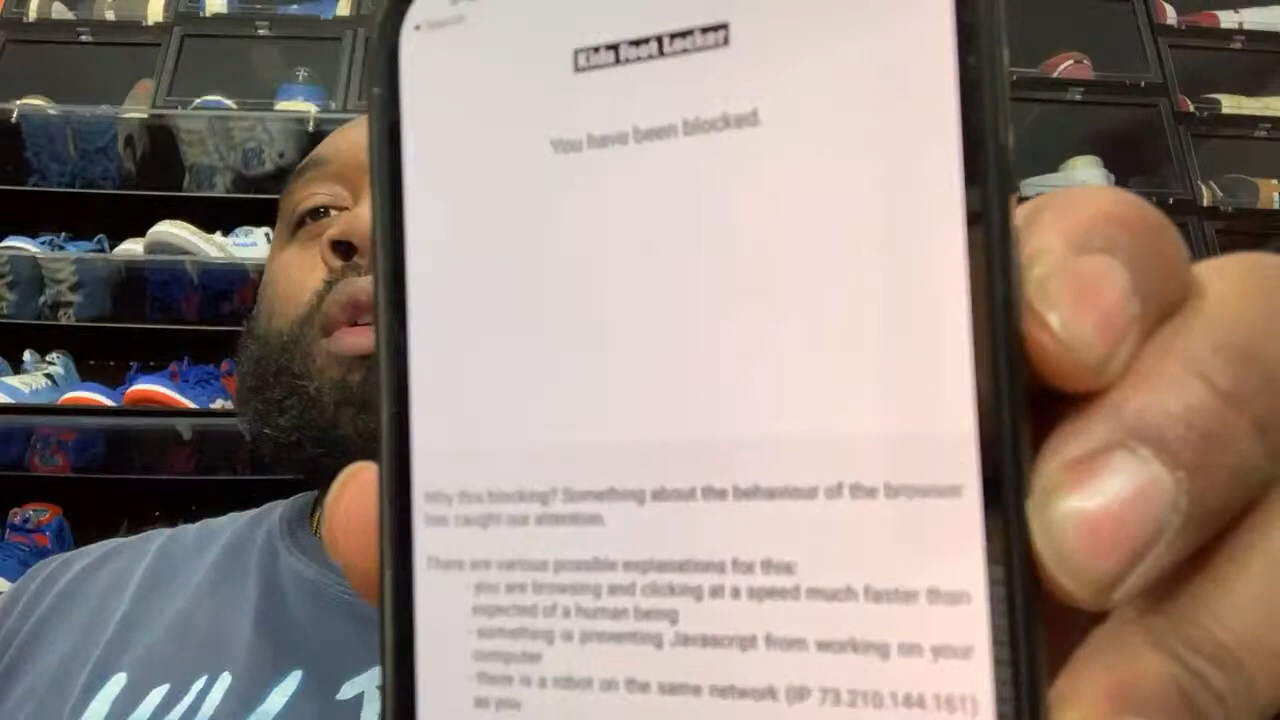 Kids Foot Locker
You have been blocked.
Why this blocking? Something about the behaviour of the browser
has caught our attention.
There are various possible explanations for this:
- you are browsing and clicking at a speed much faster than
expected of a human being
- something is preventing Javascript from working on your
computer
- there is a robot on the same network (IP 73.210.144.161)
as you